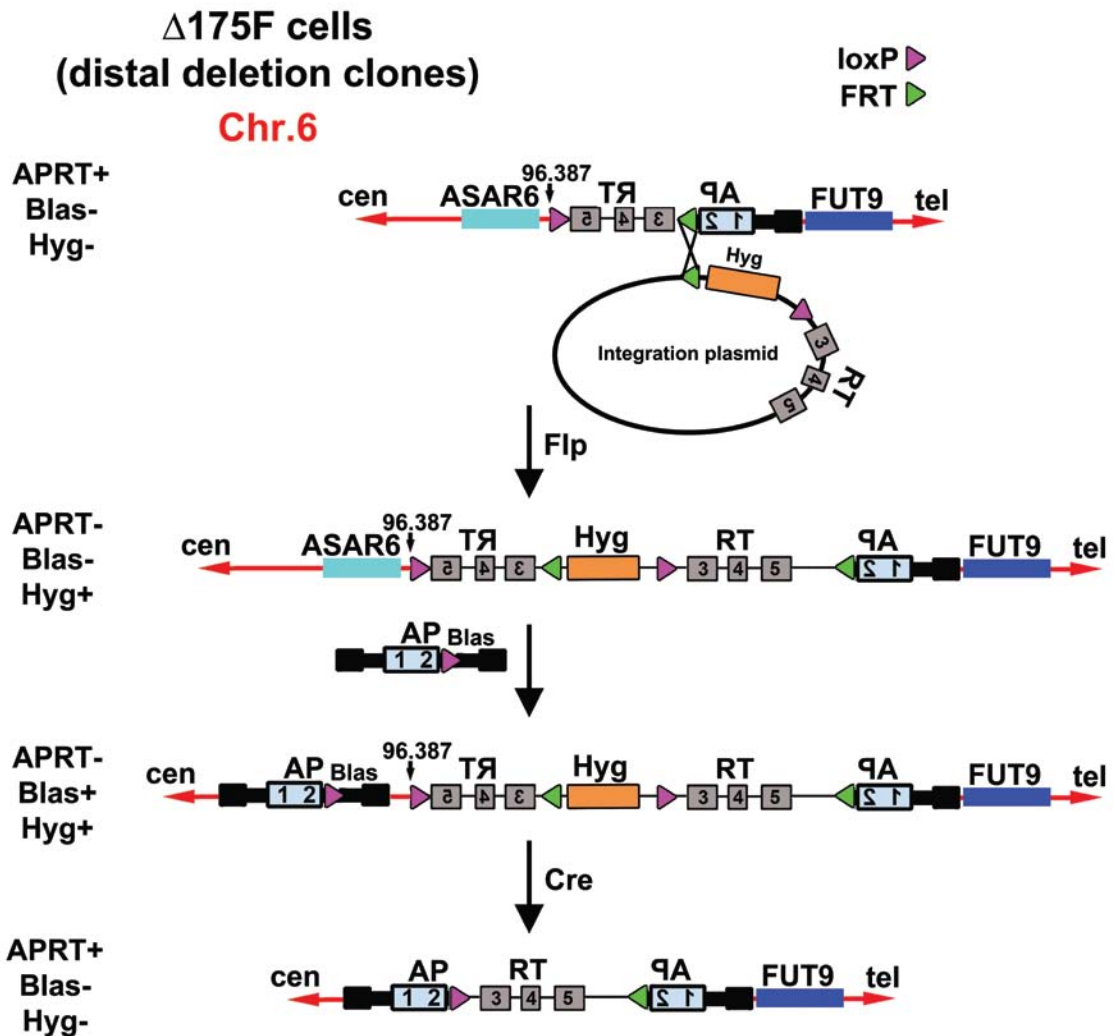 Δ175F cells
(distal deletion clones)
Chr.6
loxP
FRT
APRT+
Blas-
Hyg-
cen
ASAR6
96.387
RT
AP
FUT9
tel
5 4 3
2 1
Hyg
Integration plasmid
3
4
5
RT
Flp
APRT-
Blas-
Hyg+
cen
ASAR6
96.387
RT
Hyg
RT
AP
FUT9
tel
5 4 3
3 4 5
2 1
AP
Blas
1 2
APRT-
Blas+
Hyg+
cen
AP
Blas
96.387
RT
Hyg
RT
AP
FUT9
tel
1 2
5 4 3
3 4 5
2 1
Cre
APRT+
Blas-
Hyg-
cen
AP
RT
AP
FUT9
tel
1 2
3 4 5
2 1